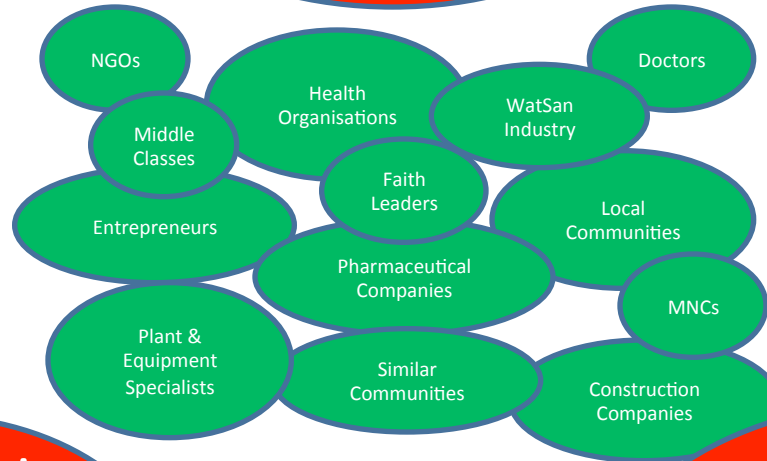 NGOs
Doctors
Health
Organisations
WatSan
Industry
Middle
Classes
Faith
Leaders
Local
Communities
Entrepreneurs
Pharmaceutical
Companies
MNCs
Plant &
Equipment
Specialists
Similar
Communities
Construction
Companies